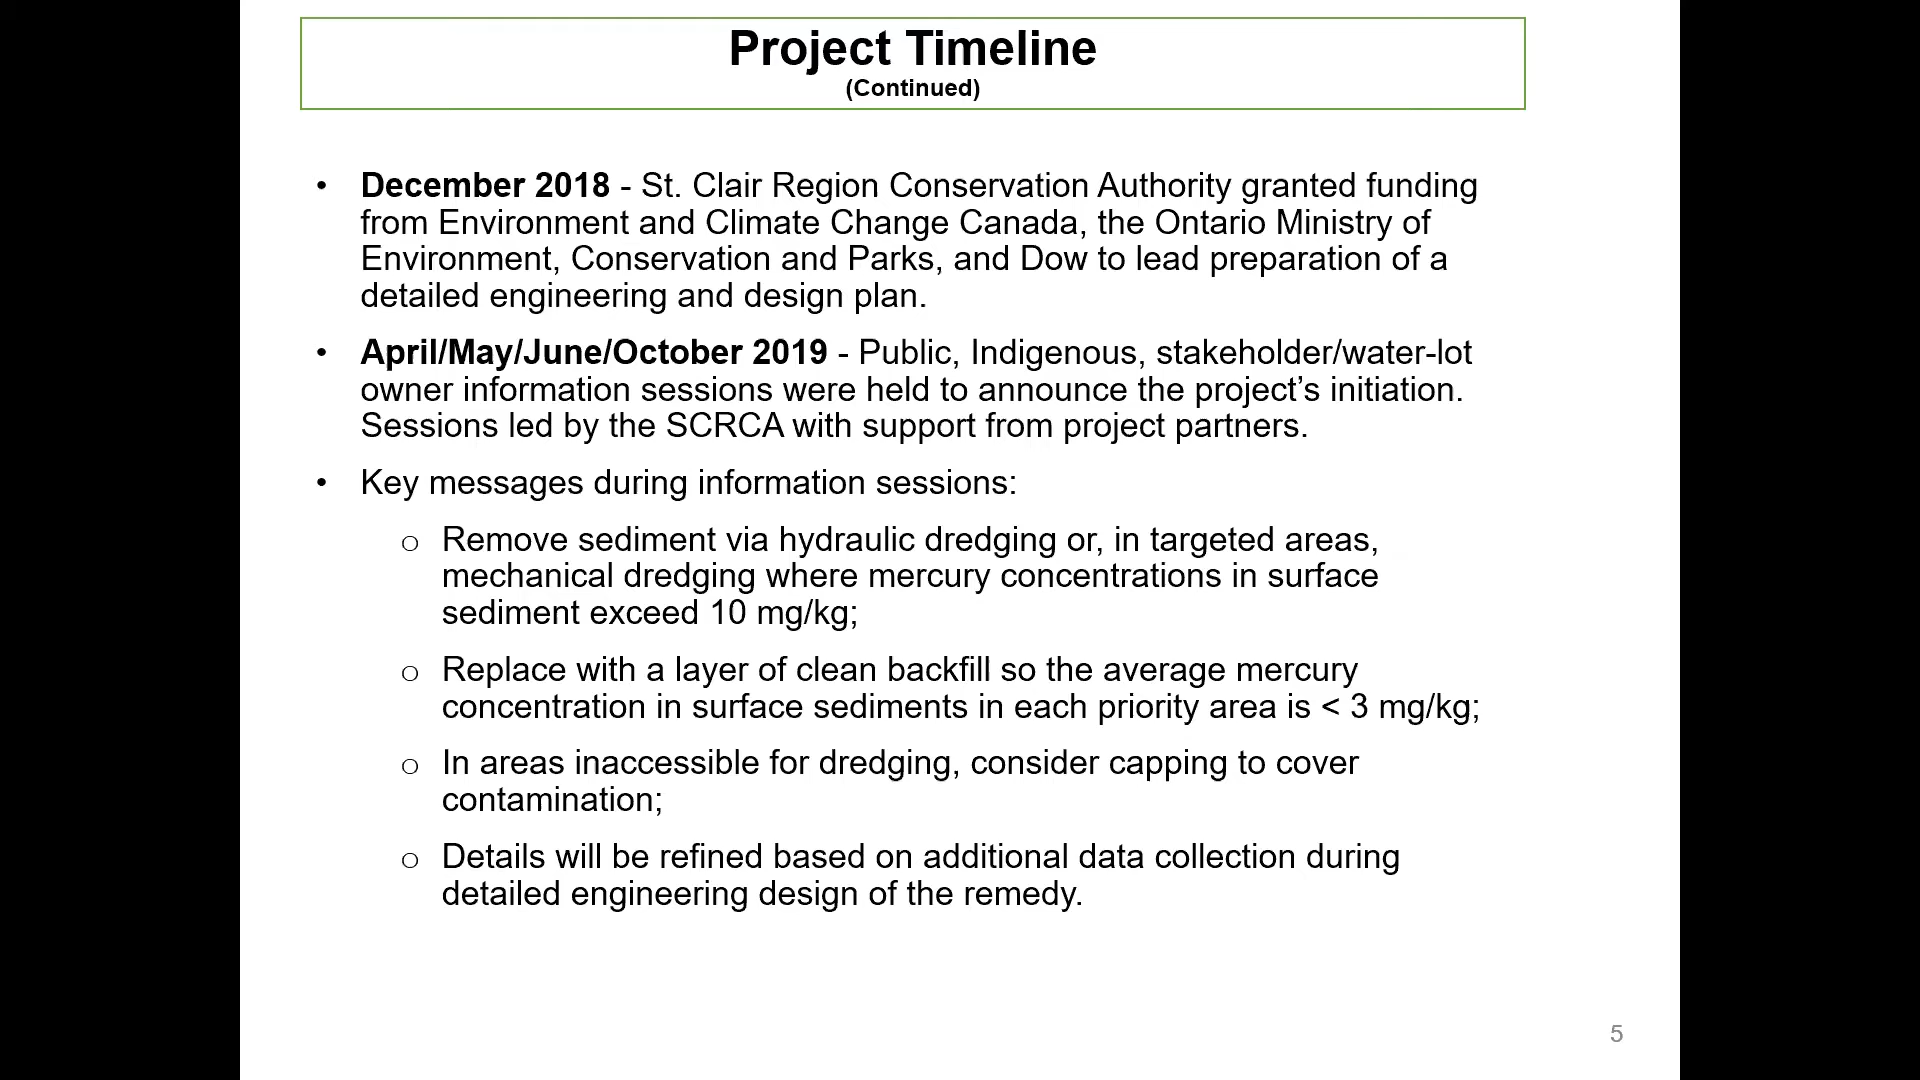 Project Timeline
(Continued)
• December 2018 - St. Clair Region Conservation Authority granted funding
from Environment and Climate Change Canada, the Ontario Ministry of
Environment, Conservation and Parks, and Dow to lead preparation of a
detailed engineering and design plan.
• April/May/June/October 2019 - Public, Indigenous, stakeholder/water-lot
owner information sessions were held to announce the project’s initiation.
Sessions led by the SCRCA with support from project partners.
• Key messages during information sessions:
o Remove sediment via hydraulic dredging or, in targeted areas,
mechanical dredging where mercury concentrations in surface
sediment exceed 10 mg/kg;
o Replace with a layer of clean backfill so the average mercury
concentration in surface sediments in each priority area is < 3 mg/kg;
o In areas inaccessible for dredging, consider capping to cover
contamination;
o Details will be refined based on additional data collection during
detailed engineering design of the remedy.
5